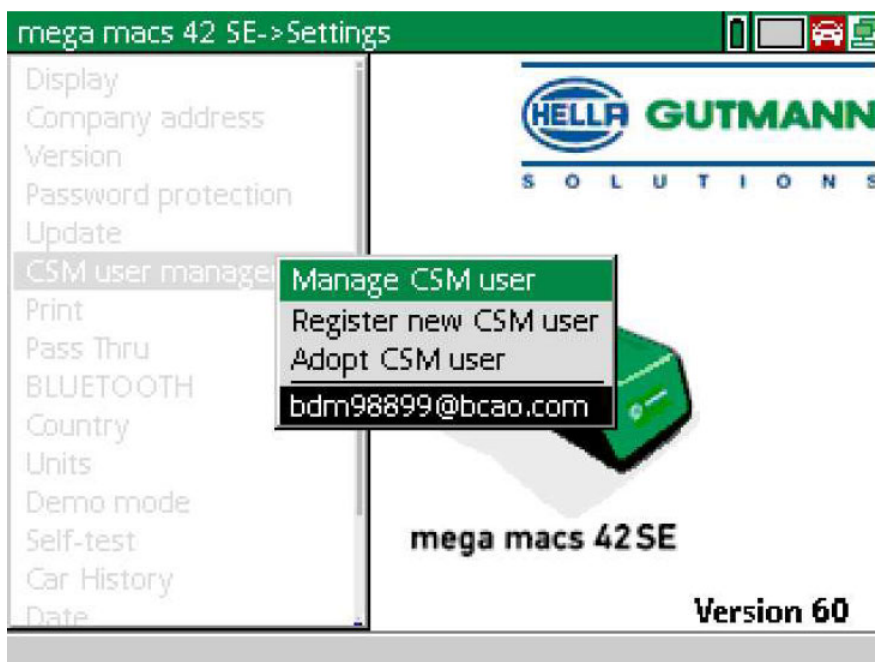 mega macs 42 SE->Settings
Display
Company address
Version
Password protection
Update
CSM user manage
Print
Pass Thru
BLUETOOTH
Country
Units
Demo mode
Self-test
Car History
Date
Manage CSM user
Register new CSM user
Adopt CSM user
bdm98899@bcao.com
HELLA GUTMANN
SOLUTIONS
mega macs 42SE
Version 60